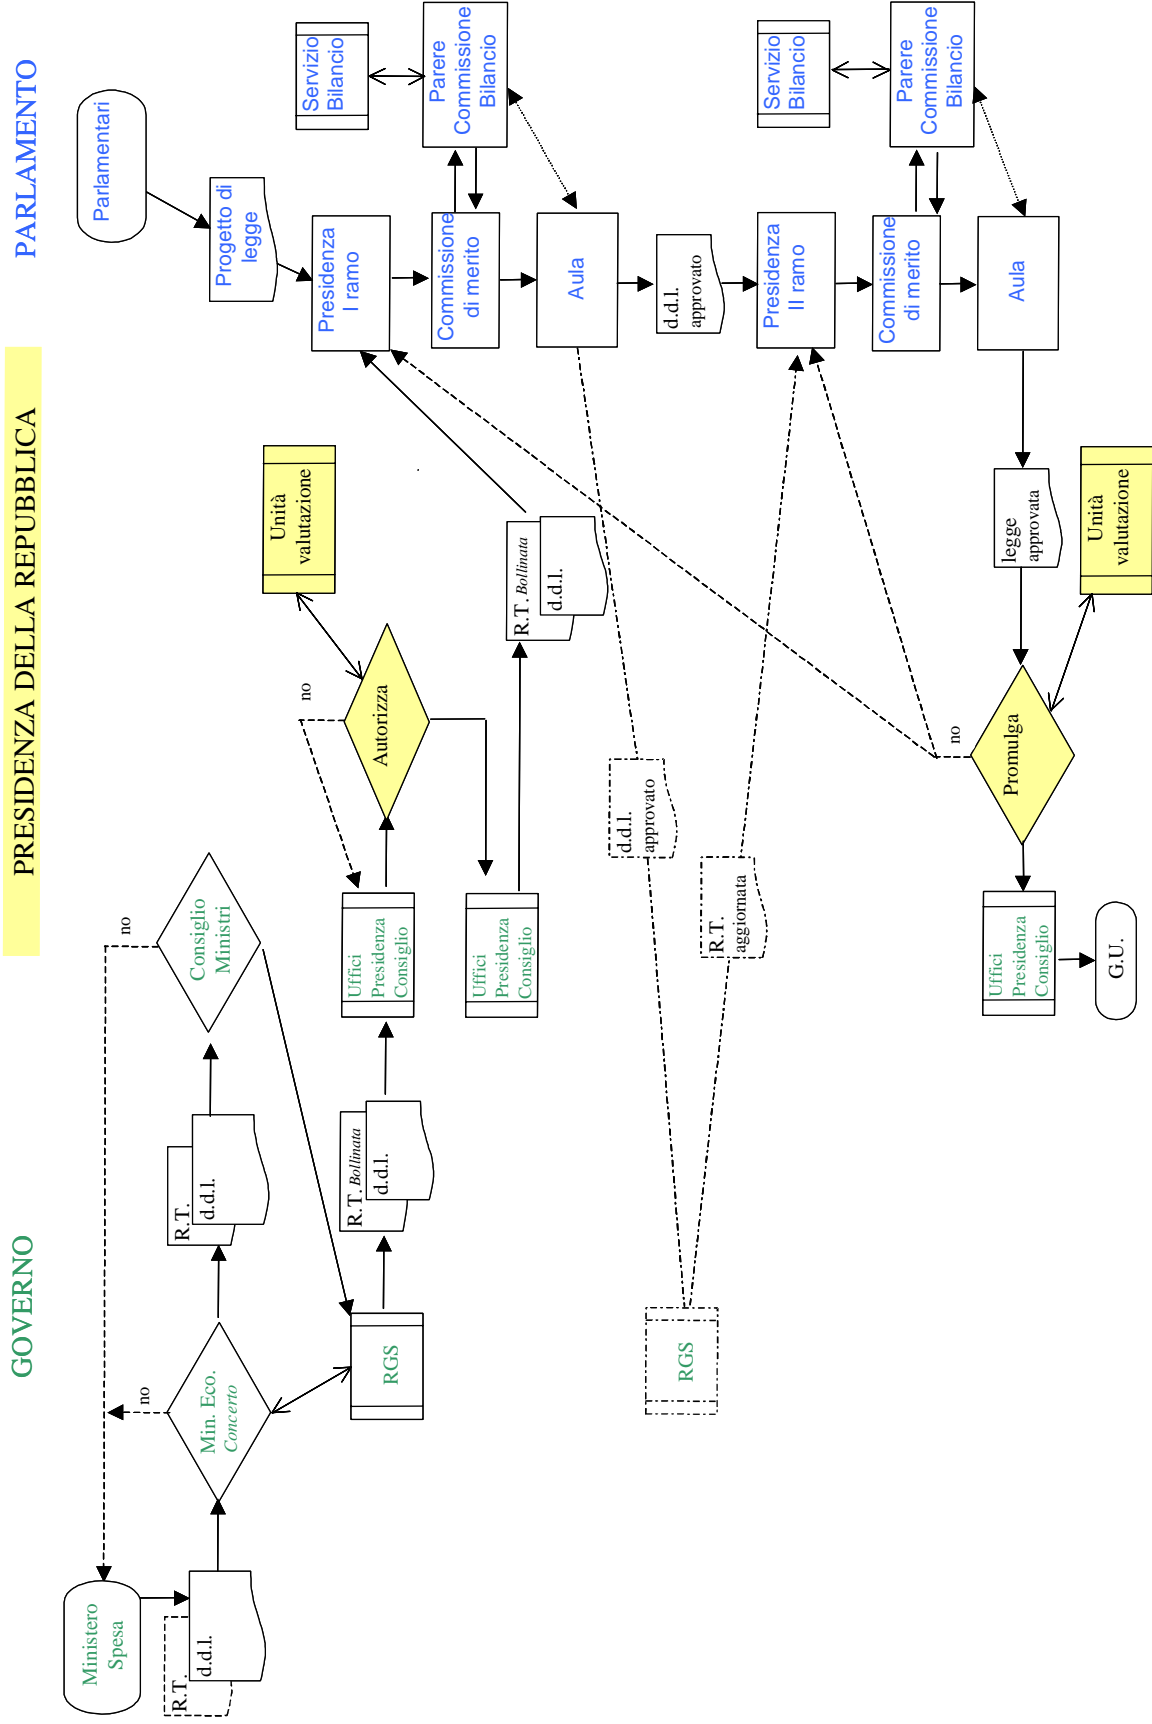 GOVERNO
PRESIDENZA DELLA REPUBBLICA
PARLAMENTO
Ministero
Spesa
R.T.
d.d.l.
Min. Eco.
Concerto
no
R.T.
d.d.l.
Consiglio
Ministri
no
RGS
R.T. Bollinata
d.d.l.
Uffici
Presidenza
Consiglio
Autorizza
no
Unità
valutazione
Uffici
Presidenza
Consiglio
R.T. Bollinata
d.d.l.
Parlamentari
Progetto di
legge
Presidenza
I ramo
Commissione
di merito
Servizio
Bilancio
Parere
Commissione
Bilancio
Aula
d.d.l.
approvato
RGS
d.d.l.
approvato
R.T.
aggiornata
Presidenza
II ramo
Commissione
di merito
Servizio
Bilancio
Parere
Commissione
Bilancio
Aula
legge
approvata
Promulga
no
Unità
valutazione
Uffici
Presidenza
Consiglio
G.U.